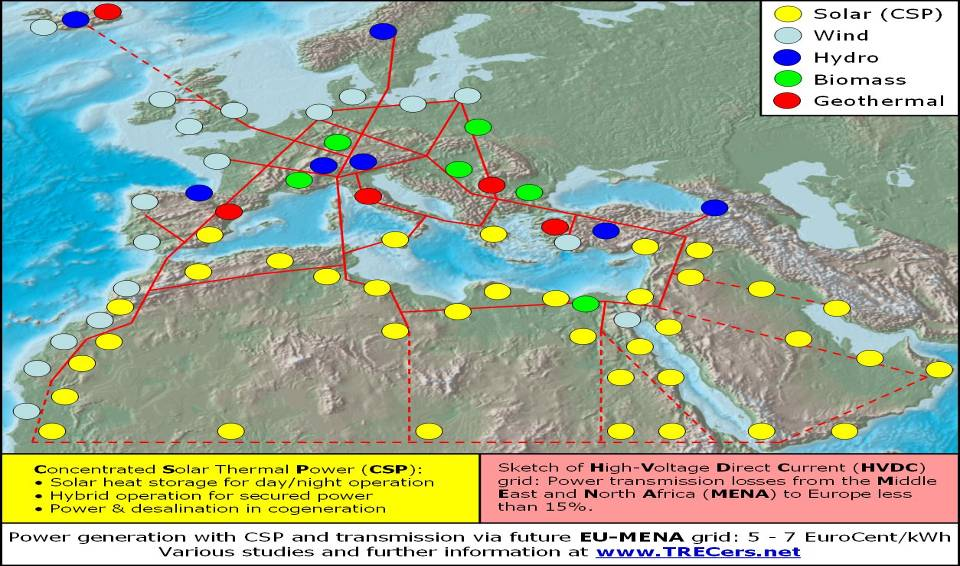 Solar (CSP)
Wind
Hydro
Biomass
Geothermal
Concentrated Solar Thermal Power (CSP):
• Solar heat storage for day/night operation
• Hybrid operation for secured power
• Power & desalination in cogeneration
Sketch of High-Voltage Direct Current (HVDC)
grid: Power transmission losses from the Middle
East and North Africa (MENA) to Europe less
than 15%.
Power generation with CSP and transmission via future EU-MENA grid: 5 - 7 EuroCent/kWh
Various studies and further information at www.TRECers.net